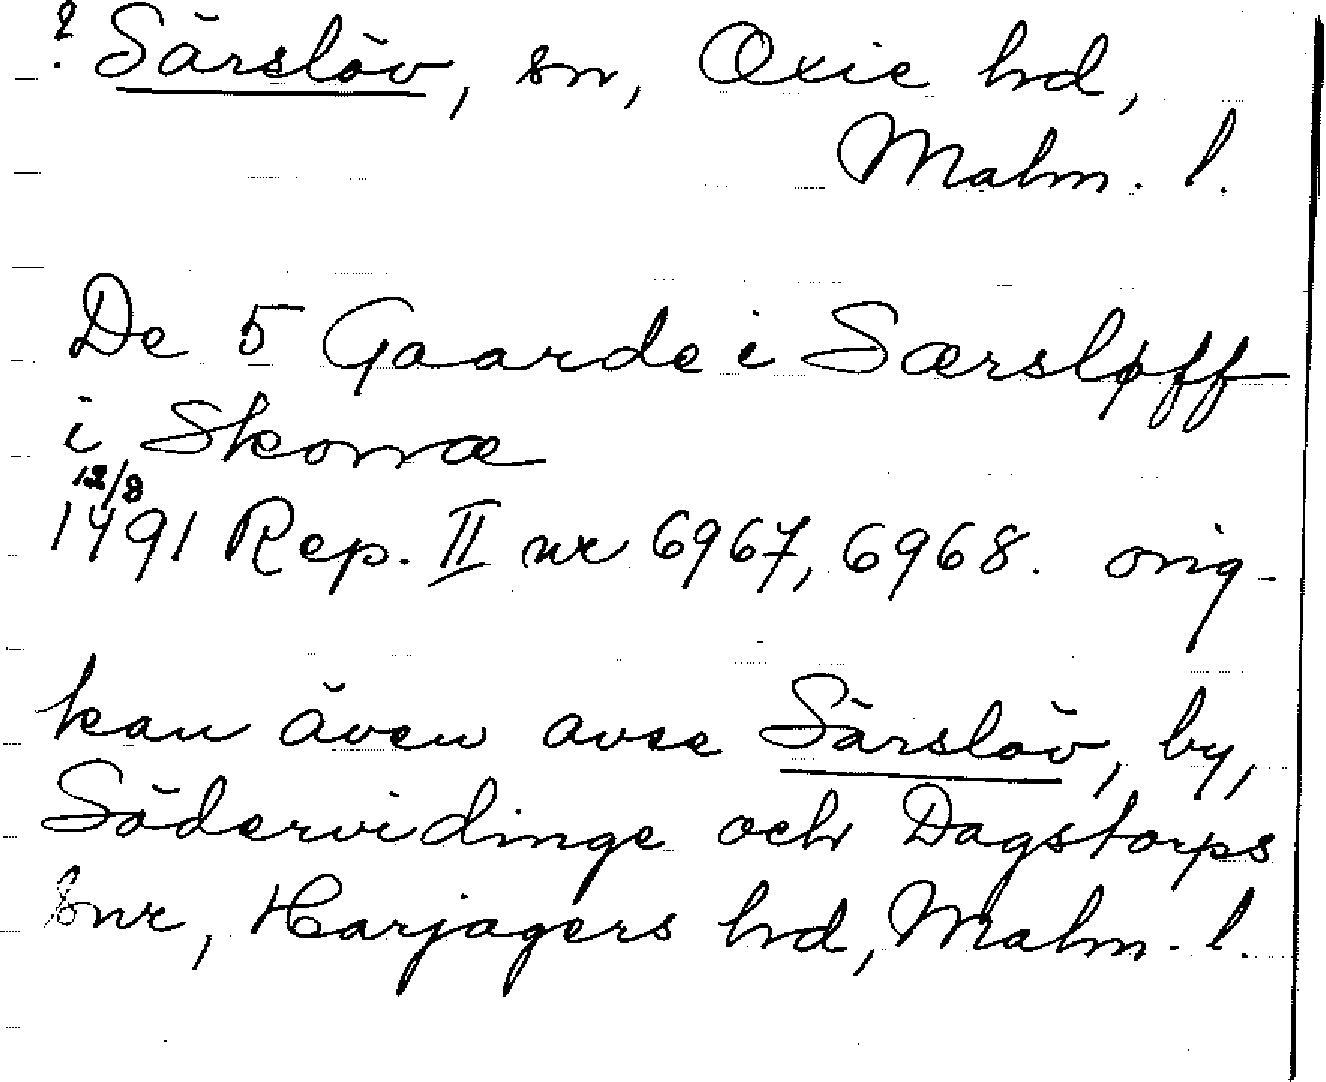 ? Särslöv, sn, Oxie hd,
Malm. l.
De 5 Gaarde i Særsløff
i Skonæ
12/8
1491 Rep. II nr 6967, 6968. orig.
kan även avse Särslöv, by,
Södervidinge och Dagstorps
snr, Harjagers hd, Malm. l.